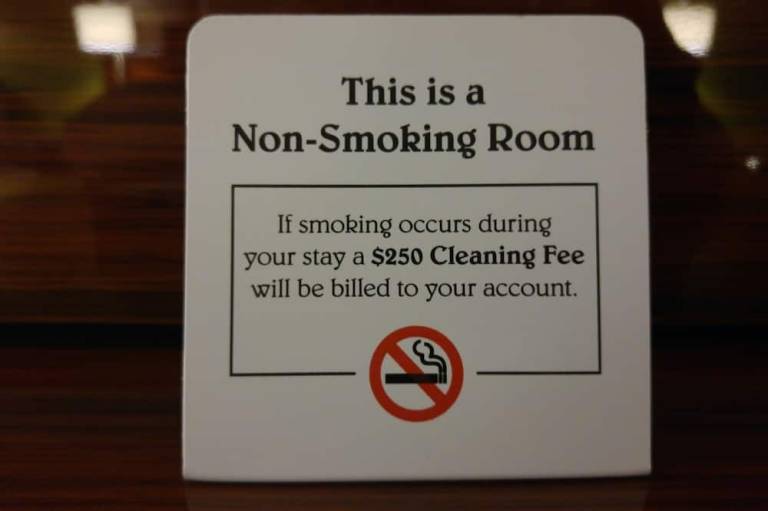 This is a
Non-Smoking Room
If smoking occurs during
your stay a $250 Cleaning Fee
will be billed to your account.